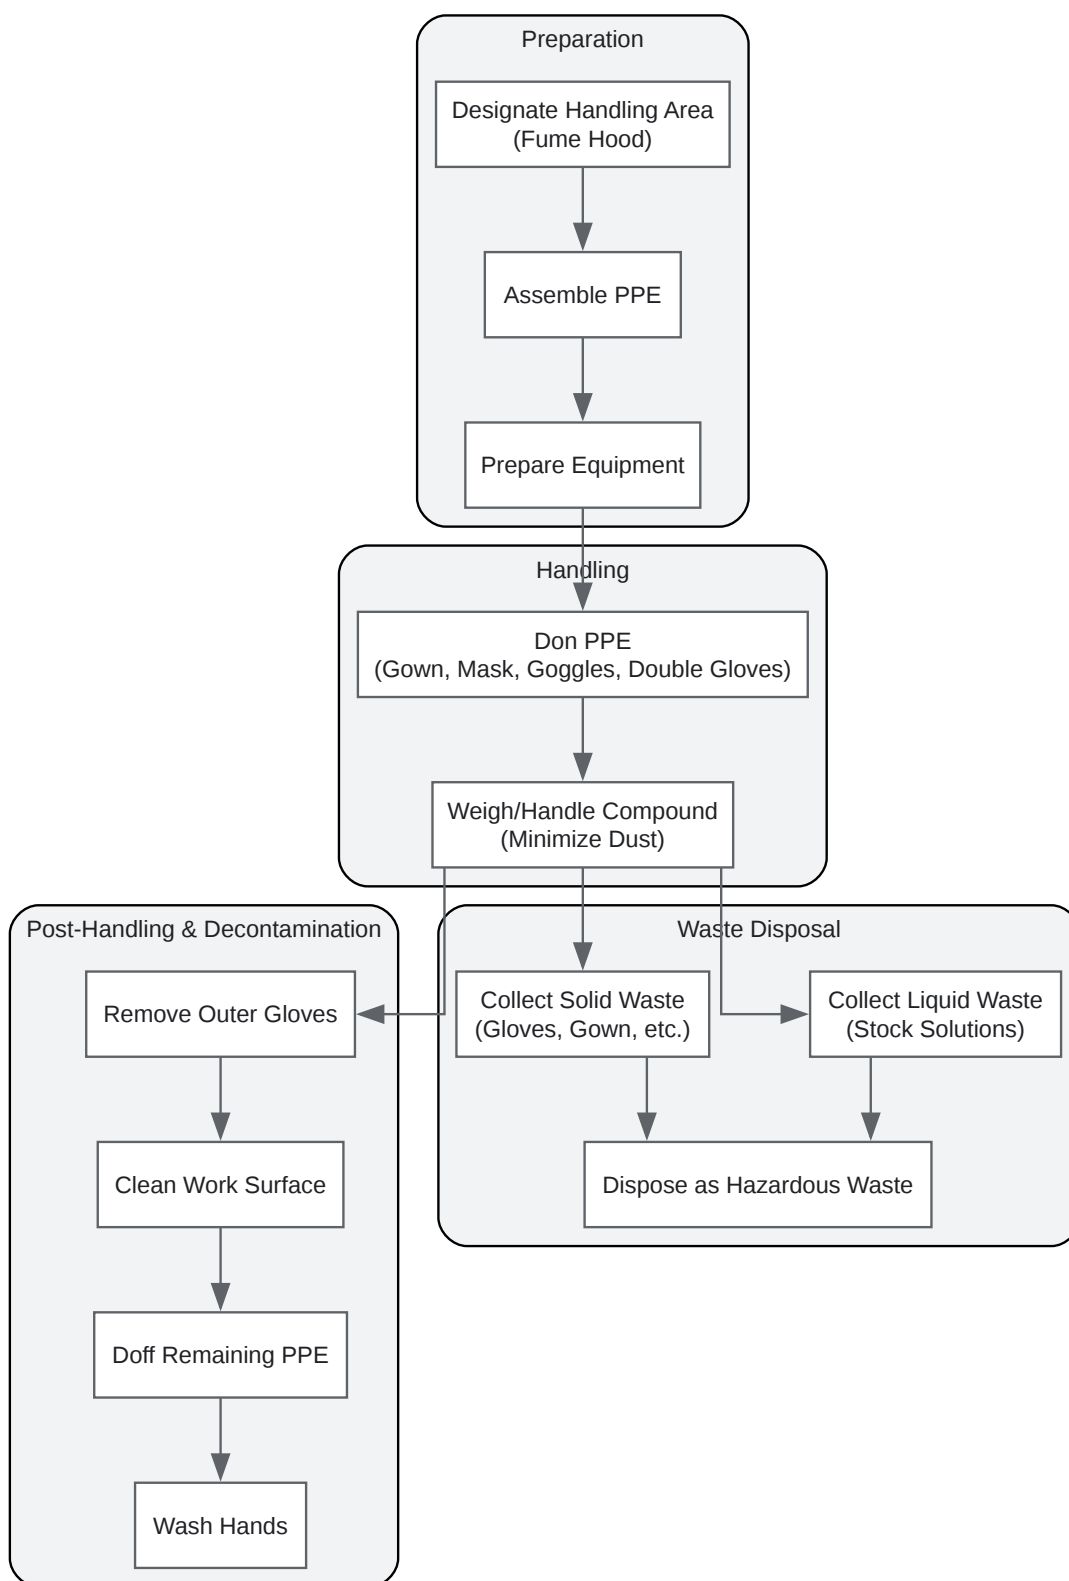 Preparation
Designate Handling Area
(Fume Hood)
Assemble PPE
Prepare Equipment
Handling
Don PPE
(Gown, Mask, Goggles, Double Gloves)
Weigh/Handle Compound
(Minimize Dust)
Post-Handling & Decontamination
Remove Outer Gloves
Clean Work Surface
Doff Remaining PPE
Wash Hands
Waste Disposal
Collect Solid Waste
(Gloves, Gown, etc.)
Collect Liquid Waste
(Stock Solutions)
Dispose as Hazardous Waste